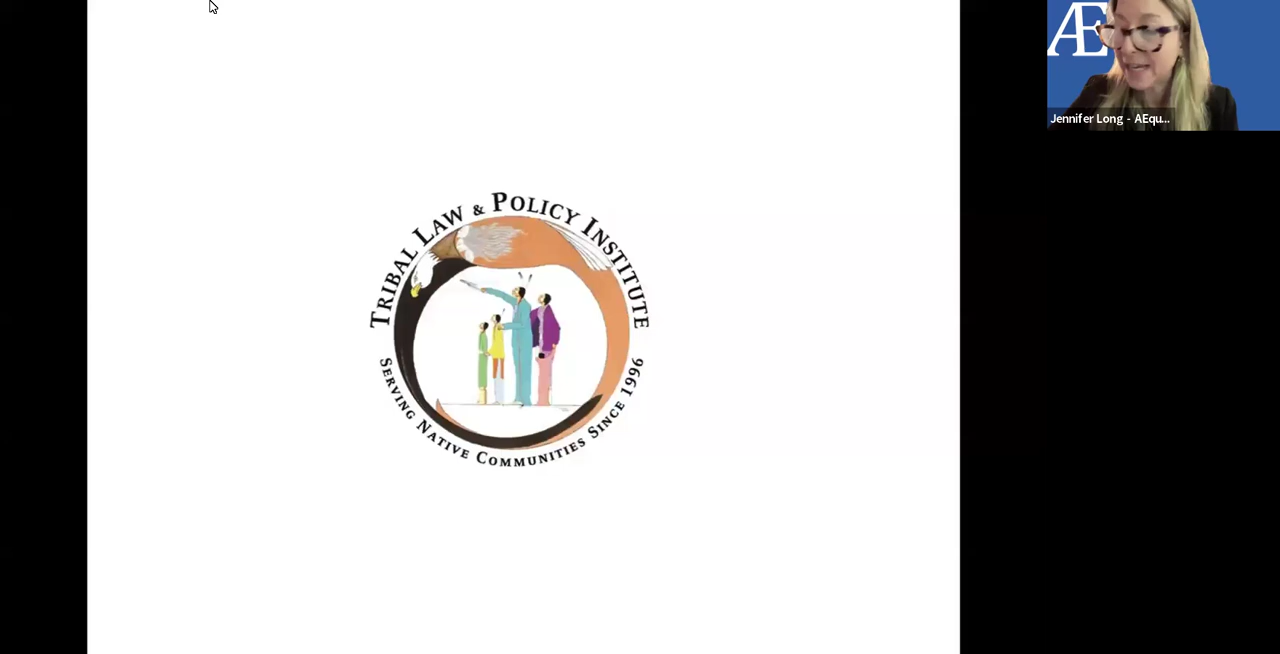 TRIBAL LAW & POLICY INSTITUTE
SERVING NATIVE COMMUNITIES SINCE 1996
Æ
Jennifer Long - AEqu...